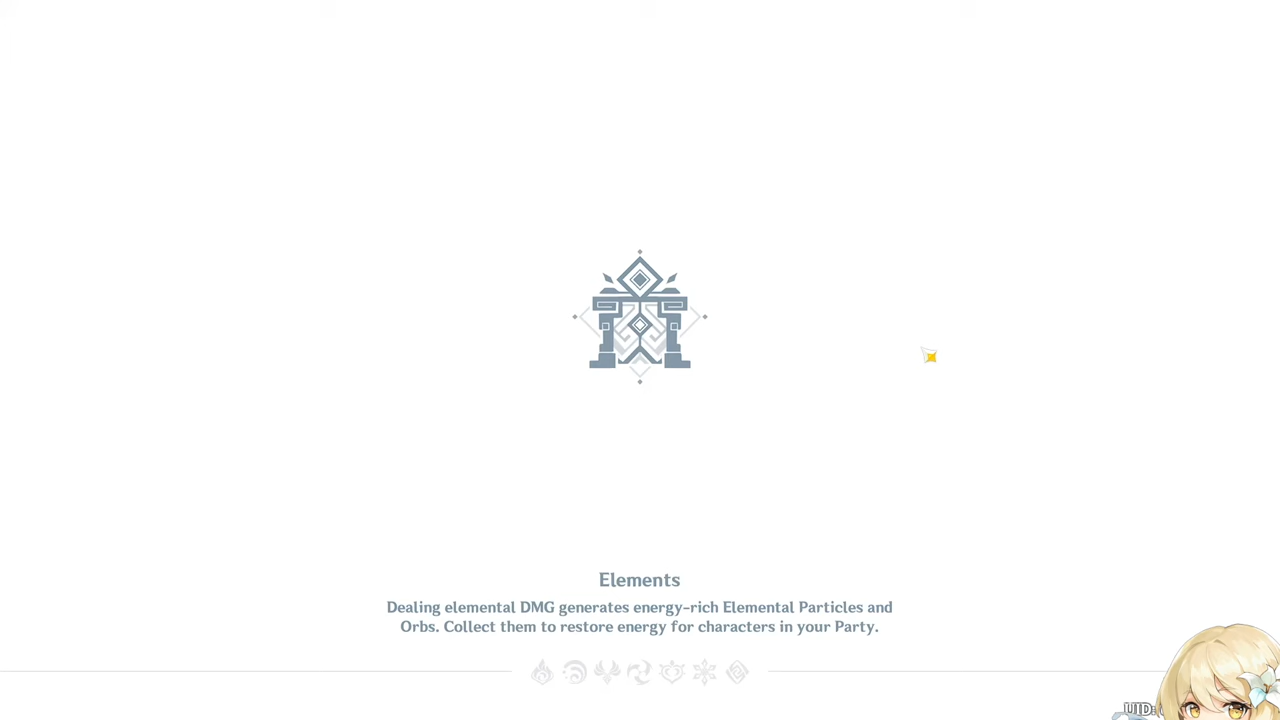 Elements
Dealing elemental DMG generates energy-rich Elemental Particles and
Orbs. Collect them to restore energy for characters in your Party.
UID: